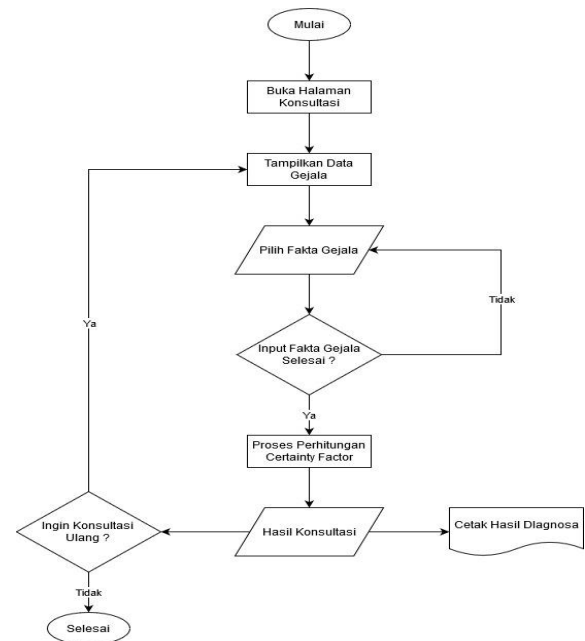 Mulai
Buka Halaman
Konsultasi
Tampilkan Data
Gejala
Pilih Fakta Gejala
Tidak
Ya
Input Fakta Gejala
Selesai ?
Ya
Proses Perhitungan
Certainty Factor
Ingin Konsultasi
Ulang ?
Hasil Konsultasi
Cetak Hasil DIagnosa
Tidak
Selesai